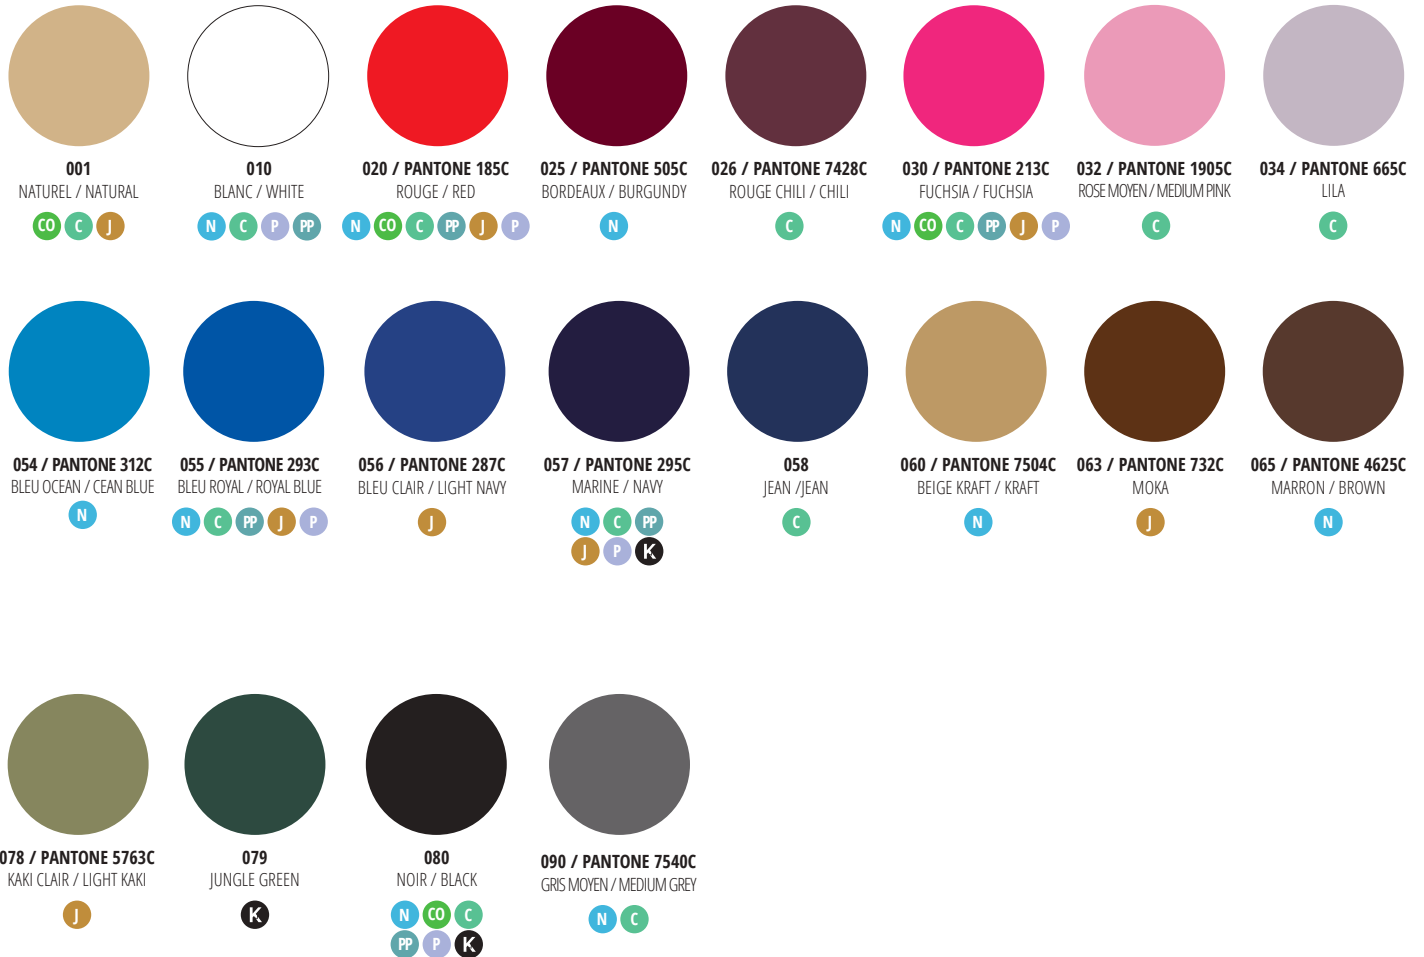 001
NATUREL / NATURAL
CO C J
010
BLANC / WHITE
N C P PP
020 / PANTONE 185C
ROUGE / RED
N CO C PP J P
025 / PANTONE 505C
BORDEAUX / BURGUNDY
N
026 / PANTONE 7428C
ROUGE CHILI / CHILI
C
030 / PANTONE 213C
FUCHSIA / FUCHSIA
N CO C PP J P
032 / PANTONE 1905C
ROSE MOYEN / MEDIUM PINK
C
034 / PANTONE 665C
LILA
C
054 / PANTONE 312C
BLEU OCEAN / CEAN BLUE
N
055 / PANTONE 293C
BLEU ROYAL / ROYAL BLUE
N C PP J P
056 / PANTONE 287C
BLEU CLAIR / LIGHT NAVY
J
057 / PANTONE 295C
MARINE / NAVY
N C PP
J P K
058
JEAN /JEAN
C
060 / PANTONE 7504C
BEIGE KRAFT / KRAFT
N
063 / PANTONE 732C
MOKA
J
065 / PANTONE 4625C
MARRON / BROWN
N
078 / PANTONE 5763C
KAKI CLAIR / LIGHT KAKI
J
079
JUNGLE GREEN
K
080
NOIR / BLACK
N CO C
PP P K
090 / PANTONE 7540C
GRIS MOYEN / MEDIUM GREY
N C